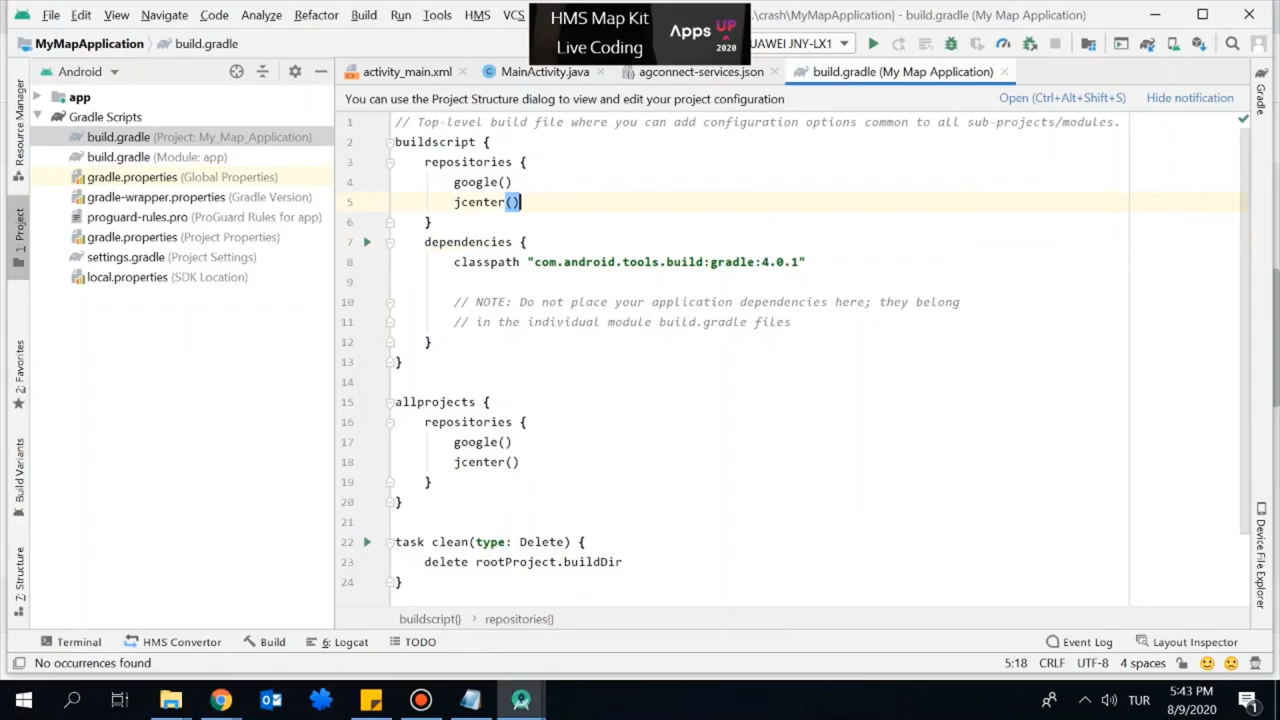 File Edit View Navigate Code Analyze Refactor Build Run Tools HMS VCS
HMS Map Kit
Live Coding
Apps UP
2020
\crash\MyMapApplication] - build.gradle (My Map Application)
MyMapApplication
build.gradle
UAWEI JNY-LX1
Android
activity_main.xml
MainActivity.java
agconnect-services.json
build.gradle (My Map Application)
You can use the Project Structure dialog to view and edit your project configuration
Open (Ctrl+Alt+Shift+S)
Hide notification
app
Gradle Scripts
build.gradle (Project: My_Map_Application)
build.gradle (Module: app)
gradle.properties (Global Properties)
gradle-wrapper.properties (Gradle Version)
proguard-rules.pro (ProGuard Rules for app)
gradle.properties (Project Properties)
settings.gradle (Project Settings)
local.properties (SDK Location)
Resource Manager
1: Project
2: Favorites
Build Variants
7: Structure
1 // Top-level build file where you can add configuration options common to all sub-projects/modules.
2 buildscript {
3 repositories {
4 google()
5 jcenter()
6 }
7 dependencies {
8 classpath "com.android.tools.build:gradle:4.0.1"
9
10 // NOTE: Do not place your application dependencies here; they belong
11 // in the individual module build.gradle files
12 }
13 }
14
15 allprojects {
16 repositories {
17 google()
18 jcenter()
19 }
20 }
21
22 task clean(type: Delete) {
23 delete rootProject.buildDir
24 }
Gradle
Device File Explorer
buildscript{}
repositories{}
Terminal
HMS Convertor
Build
6: Logcat
TODO
Event Log
Layout Inspector
No occurrences found
5:18 CRLF UTF-8 4 spaces
TUR
5:43 PM
8/9/2020
1